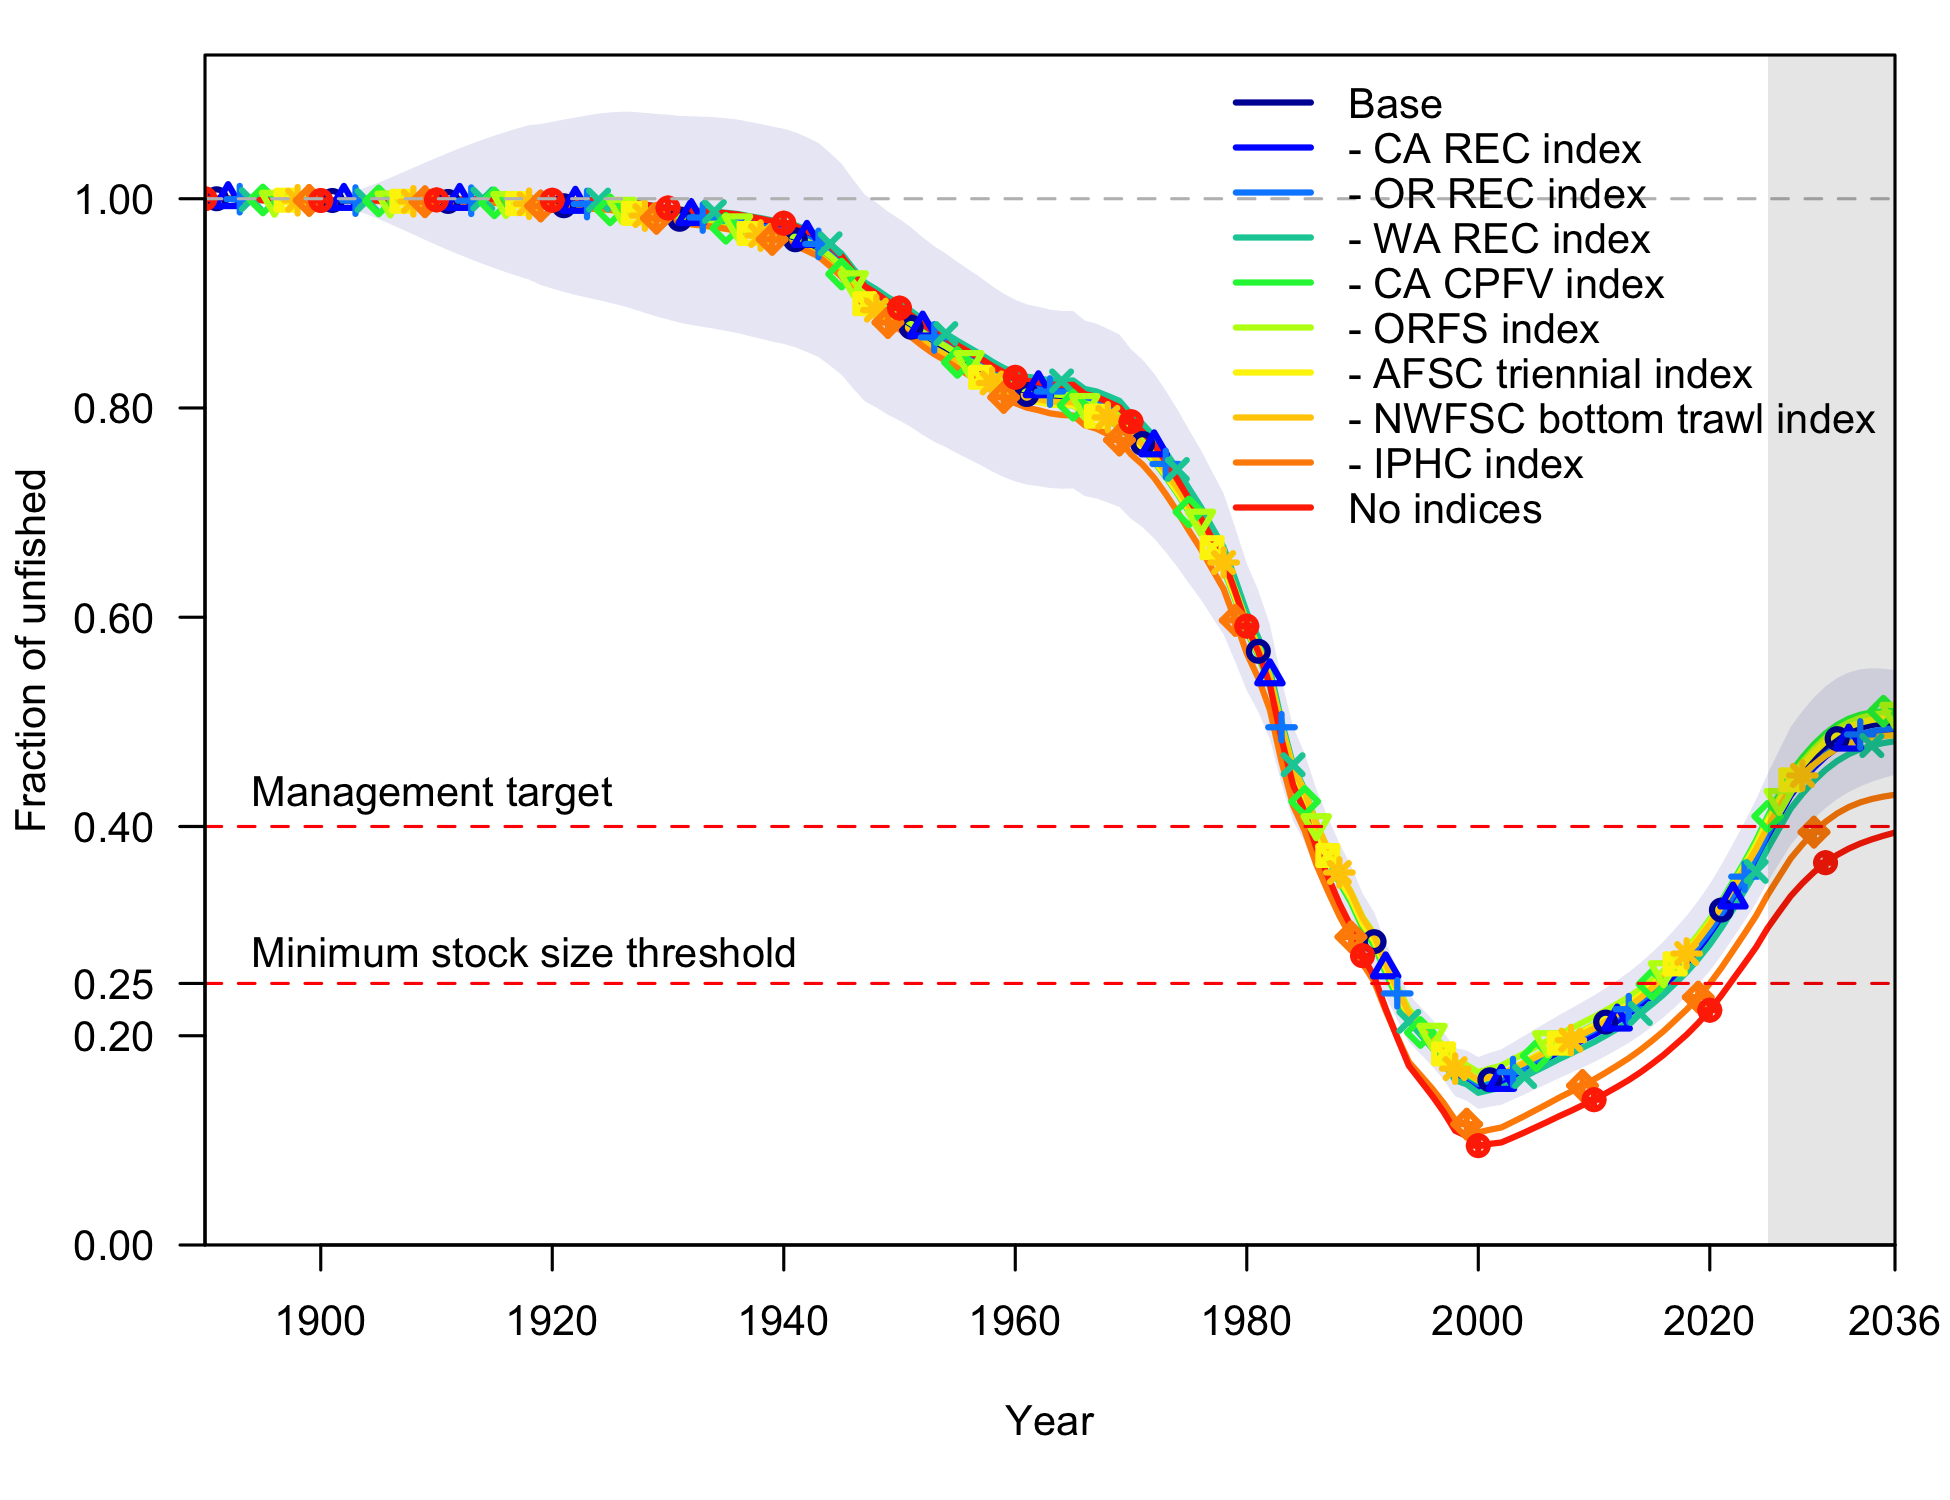 Base
- CA REC index
- OR REC index
- WA REC index
- CA CPFV index
- ORFS index
- AFSC triennial index
- NWFSC bottom trawl index
- IPHC index
No indices
Fraction of unfished
1.00
0.80
0.60
0.40
0.25
0.20
0.00
Management target
Minimum stock size threshold
1900 1920 1940 1960 1980 2000 2020 2036
Year